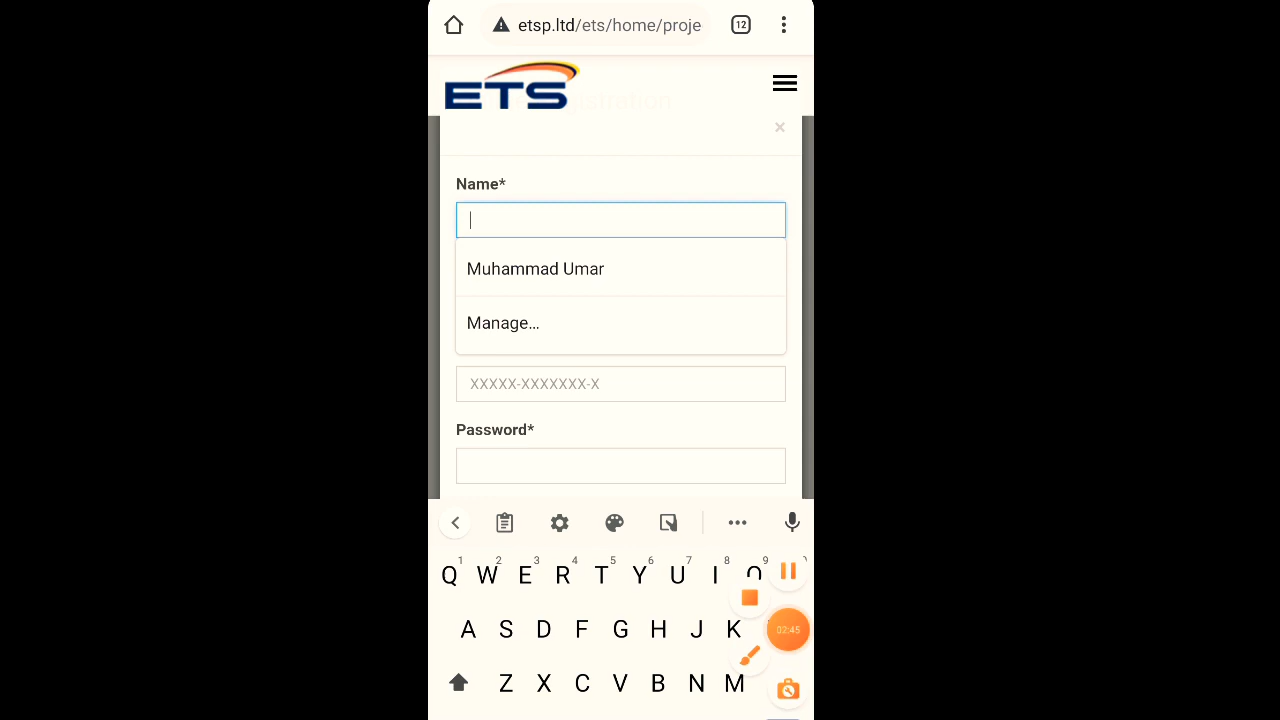 etsp.ltd/ets/home/proje
12
ETS
Registration
×
Name*
Muhammad Umar
Manage...
XXXXX-XXXXXXX-X
Password*
1 2 3 4 5 6 7 8 9
Q W E R T Y U I O
A S D F G H J K
02:45
Z X C V B N M